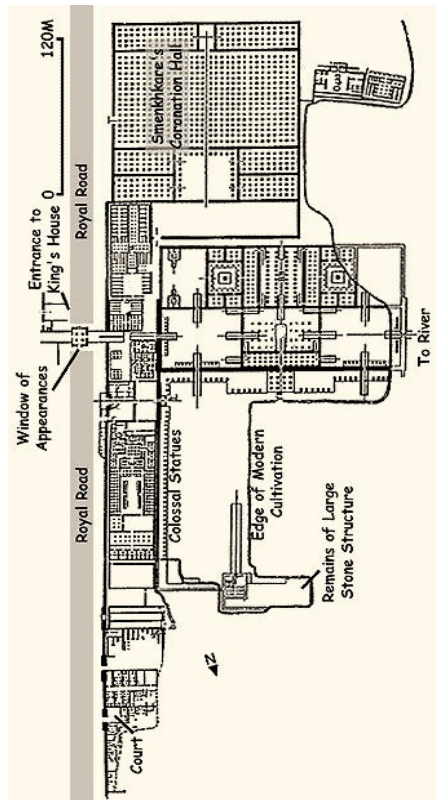 120M
0
Royal Road
Smenkhkare's
Coranation Hall
Entrance to
King's House
Window of
Appearances
To River
Royal Road
Colossal Statues
Edge of Modern
Cultivation
Remains of Large
Stone Structure
N
Court